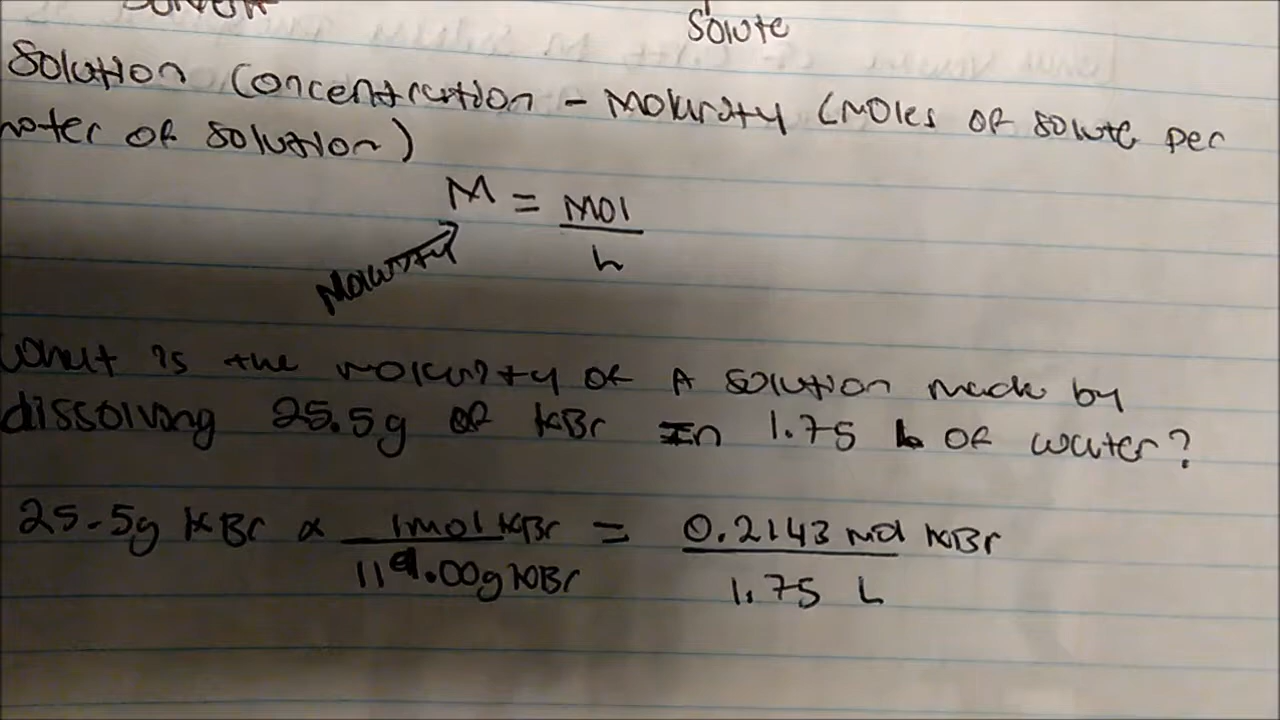 Solute
Solution Concentration - Molarity (Moles of solute per
of solution)
M = mol
L
Molarity
What is the molarity of A solution made by
dissolving 25.5g of KBr In 1.75 L of water?
25.5g KBr x 1mol KBr = 0.2143 mol KBr
119.00g KBr 1.75 L